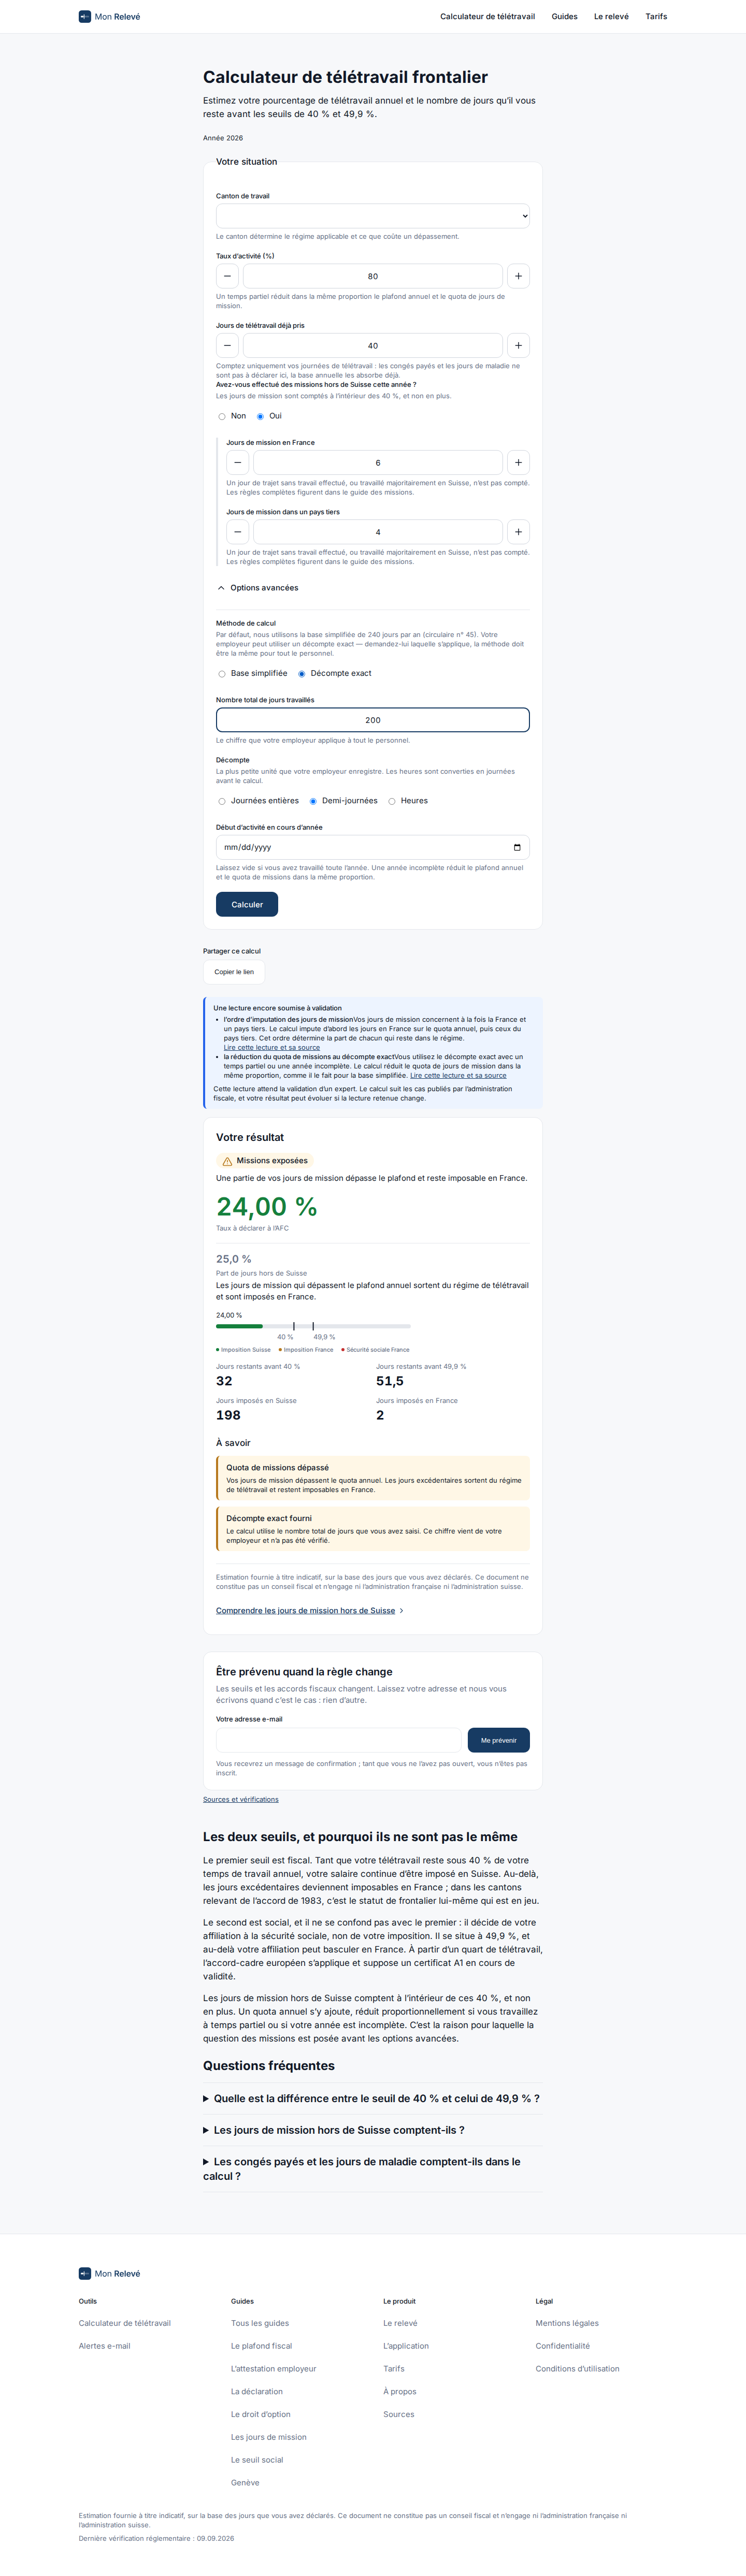 Mon Relevé
Calculateur de télétravail
Guides
Le relevé
Tarifs
Calculateur de télétravail frontalier
Estimez votre pourcentage de télétravail annuel et le nombre de jours qu’il vous
reste avant les seuils de 40 % et 49,9 %.
Année 2026
Votre situation
Canton de travail
Le canton détermine le régime applicable et ce que coûte un dépassement.
Taux d’activité (%)
80
Un temps partiel réduit dans la même proportion le plafond annuel et le quota de jours de
mission.
Jours de télétravail déjà pris
40
Comptez uniquement vos journées de télétravail : les congés payés et les jours de maladie ne
sont pas à déclarer ici, la base annuelle les absorbe déjà.
Avez-vous effectué des missions hors de Suisse cette année ?
Les jours de mission sont comptés à l’intérieur des 40 %, et non en plus.
Non
Oui
Jours de mission en France
6
Un jour de trajet sans travail effectué, ou travaillé majoritairement en Suisse, n’est pas compté.
Les règles complètes figurent dans le guide des missions.
Jours de mission dans un pays tiers
4
Un jour de trajet sans travail effectué, ou travaillé majoritairement en Suisse, n’est pas compté.
Les règles complètes figurent dans le guide des missions.
Options avancées
Méthode de calcul
Par défaut, nous utilisons la base simplifiée de 240 jours par an (circulaire n° 45). Votre
employeur peut utiliser un décompte exact — demandez-lui laquelle s’applique, la méthode doit
être la même pour tout le personnel.
Base simplifiée
Décompte exact
Nombre total de jours travaillés
200
Le chiffre que votre employeur applique à tout le personnel.
Décompte
La plus petite unité que votre employeur enregistre. Les heures sont converties en journées
avant le calcul.
Journées entières
Demi-journées
Heures
Début d’activité en cours d’année
mm/dd/yyyy
Laissez vide si vous avez travaillé toute l’année. Une année incomplète réduit le plafond annuel
et le quota de missions dans la même proportion.
Calculer
Partager ce calcul
Copier le lien
Une lecture encore soumise à validation
l’ordre d’imputation des jours de missionVos jours de mission concernent à la fois la France et
un pays tiers. Le calcul impute d’abord les jours en France sur le quota annuel, puis ceux du
pays tiers. Cet ordre détermine la part de chacun qui reste dans le régime.
Lire cette lecture et sa source
la réduction du quota de missions au décompte exactVous utilisez le décompte exact avec un
temps partiel ou une année incomplète. Le calcul réduit le quota de jours de mission dans la
même proportion, comme il le fait pour la base simplifiée. Lire cette lecture et sa source
Cette lecture attend la validation d’un expert. Le calcul suit les cas publiés par l’administration
fiscale, et votre résultat peut évoluer si la lecture retenue change.
Votre résultat
Missions exposées
Une partie de vos jours de mission dépasse le plafond et reste imposable en France.
24,00 %
Taux à déclarer à l’AFC
25,0 %
Part de jours hors de Suisse
Les jours de mission qui dépassent le plafond annuel sortent du régime de télétravail
et sont imposés en France.
24,00 %
40 %
49,9 %
Imposition Suisse
Imposition France
Sécurité sociale France
Jours restants avant 40 %
Jours restants avant 49,9 %
32
51,5
Jours imposés en Suisse
Jours imposés en France
198
2
À savoir
Quota de missions dépassé
Vos jours de mission dépassent le quota annuel. Les jours excédentaires sortent du régime
de télétravail et restent imposables en France.
Décompte exact fourni
Le calcul utilise le nombre total de jours que vous avez saisi. Ce chiffre vient de votre
employeur et n’a pas été vérifié.
Estimation fournie à titre indicatif, sur la base des jours que vous avez déclarés. Ce document ne
constitue pas un conseil fiscal et n’engage ni l’administration française ni l’administration suisse.
Comprendre les jours de mission hors de Suisse
Être prévenu quand la règle change
Les seuils et les accords fiscaux changent. Laissez votre adresse et nous vous
écrivons quand c’est le cas : rien d’autre.
Votre adresse e-mail
Me prévenir
Vous recevrez un message de confirmation ; tant que vous ne l’avez pas ouvert, vous n’êtes pas
inscrit.
Sources et vérifications
Les deux seuils, et pourquoi ils ne sont pas le même
Le premier seuil est fiscal. Tant que votre télétravail reste sous 40 % de votre
temps de travail annuel, votre salaire continue d’être imposé en Suisse. Au-delà,
les jours excédentaires deviennent imposables en France ; dans les cantons
relevant de l’accord de 1983, c’est le statut de frontalier lui-même qui est en jeu.
Le second est social, et il ne se confond pas avec le premier : il décide de votre
affiliation à la sécurité sociale, non de votre imposition. Il se situe à 49,9 %, et
au-delà votre affiliation peut basculer en France. À partir d’un quart de télétravail,
l’accord-cadre européen s’applique et suppose un certificat A1 en cours de
validité.
Les jours de mission hors de Suisse comptent à l’intérieur de ces 40 %, et non
en plus. Un quota annuel s’y ajoute, réduit proportionnellement si vous travaillez
à temps partiel ou si votre année est incomplète. C’est la raison pour laquelle la
question des missions est posée avant les options avancées.
Questions fréquentes
Quelle est la différence entre le seuil de 40 % et celui de 49,9 % ?
Les jours de mission hors de Suisse comptent-ils ?
Les congés payés et les jours de maladie comptent-ils dans le
calcul ?
Mon Relevé
Outils
Calculateur de télétravail
Alertes e-mail
Guides
Tous les guides
Le plafond fiscal
L’attestation employeur
La déclaration
Le droit d’option
Les jours de mission
Le seuil social
Genève
Le produit
Le relevé
L’application
Tarifs
À propos
Sources
Légal
Mentions légales
Confidentialité
Conditions d’utilisation
Estimation fournie à titre indicatif, sur la base des jours que vous avez déclarés. Ce document ne constitue pas un conseil fiscal et n’engage ni l’administration française ni
l’administration suisse.
Dernière vérification réglementaire : 09.09.2026